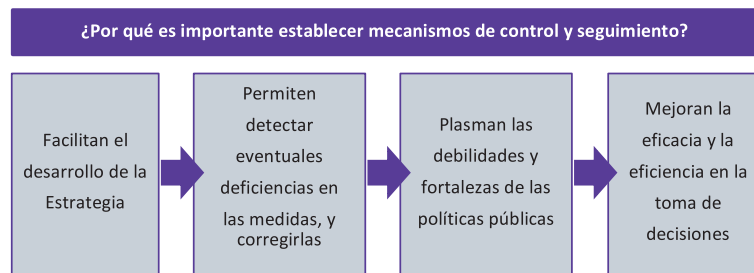 ¿Por qué es importante establecer mecanismos de control y seguimiento?
Facilitan el
desarrollo de la
Estrategia
Permiten
detectar
eventuales
deficiencias en
las medidas, y
corregirlas
Plasman las
debilidades y
fortalezas de las
políticas públicas
Mejoran la
eficacia y la
eficiencia en la
toma de
decisiones